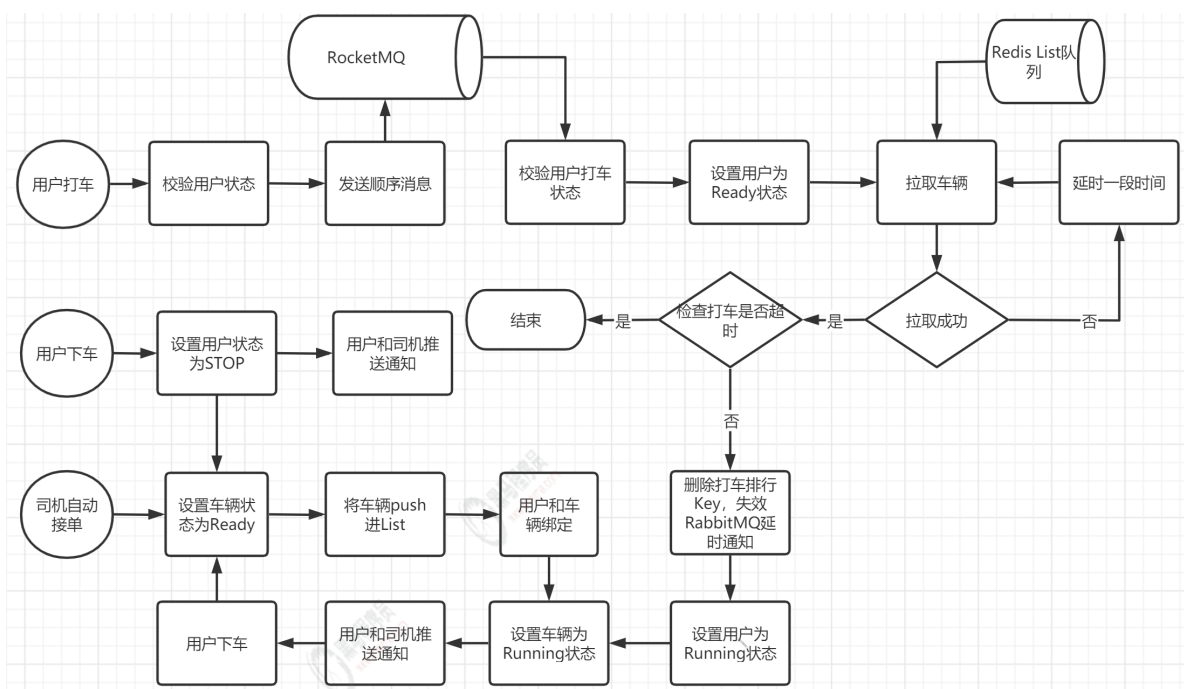 RocketMQ
Redis List队
列
用户打车
校验用户状态
发送顺序消息
校验用户打车
状态
设置用户为
Ready状态
拉取车辆
延时一段时间
结束
是
检查打车是否超
时
是
拉取成功
否
用户下车
设置用户状态
为STOP
用户和司机推
送通知
否
司机自动
接单
设置车辆状
态为Ready
将车辆push
进List
用户和车
辆绑定
删除打车排行
Key，失效
RabbitMQ延
时通知
用户下车
用户和司机推
送通知
设置车辆为
Running状态
设置用户为
Running状态